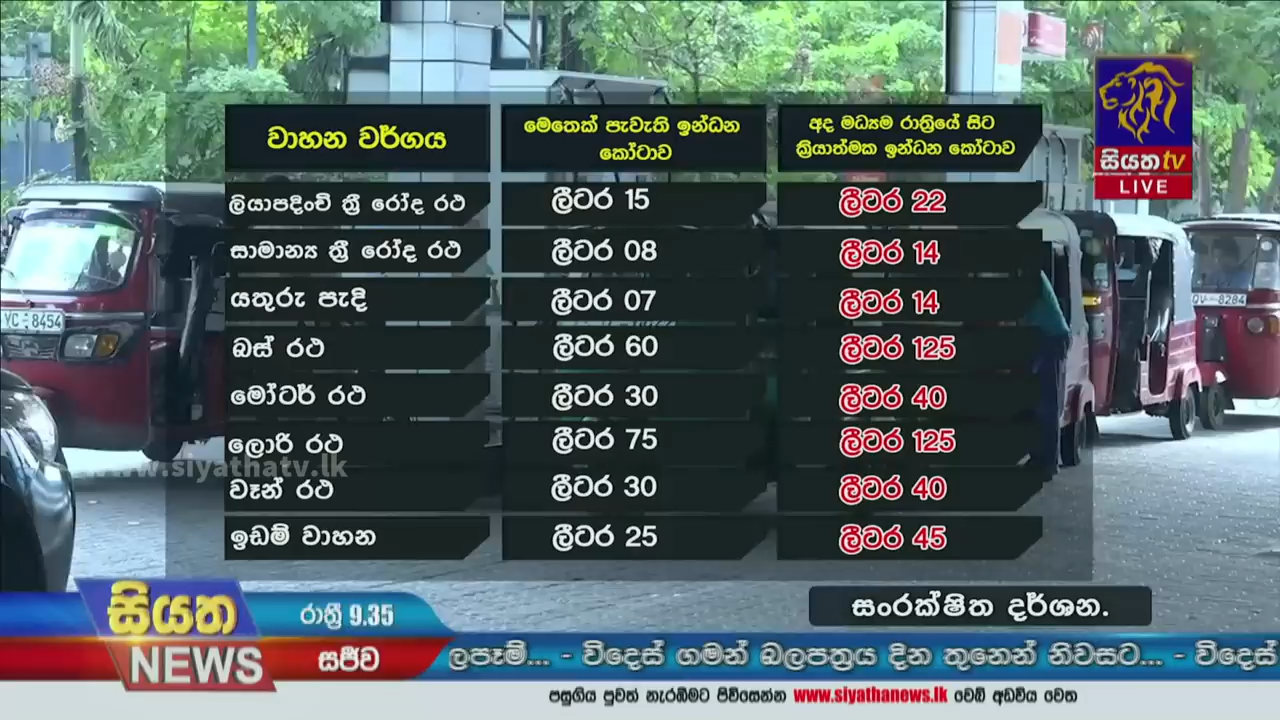 වාහන වර්ගය
මෙතෙක් පැවැති ඉන්ධන
කෝටාව
අද මධ්‍යම රාත්‍රියේ සිට
ක්‍රියාත්මක ඉන්ධන කෝටාව
ලියාපදිංචි ත්‍රී රෝද රථ ලීටර 15 ලීටර 22
සාමාන්‍ය ත්‍රී රෝද රථ ලීටර 08 ලීටර 14
යතුරු පැදි ලීටර 07 ලීටර 14
බස් රථ ලීටර 60 ලීටර 125
මෝටර් රථ ලීටර 30 ලීටර 40
ලොරි රථ ලීටර 75 ලීටර 125
වෑන් රථ ලීටර 30 ලීටර 40
ඉඩම් වාහන ලීටර 25 ලීටර 45
සියත tv
LIVE
YC 8454
QV 8284
www.siyathatv.lk
සංරක්ෂිත දර්ශන.
සියත
NEWS
රාත්‍රී 9.35
සජීව
ලපෑම්... - විදෙස් ගමන් බලපත්‍රය දින තුනෙන් නිවසට... - විදෙස්
පසුගිය පුවත් නැරඹීමට පිවිසෙන්න www.siyathanews.lk වෙබ් අඩවිය වෙත